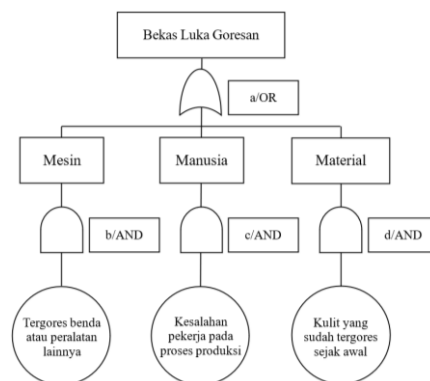 Bekas Luka Goresan
a/OR
Mesin
Manusia
Material
b/AND
c/AND
d/AND
Tergores benda
atau peralatan
lainnya
Kesalahan
pekerja pada
proses produksi
Kulit yang
sudah tergores
sejak awal